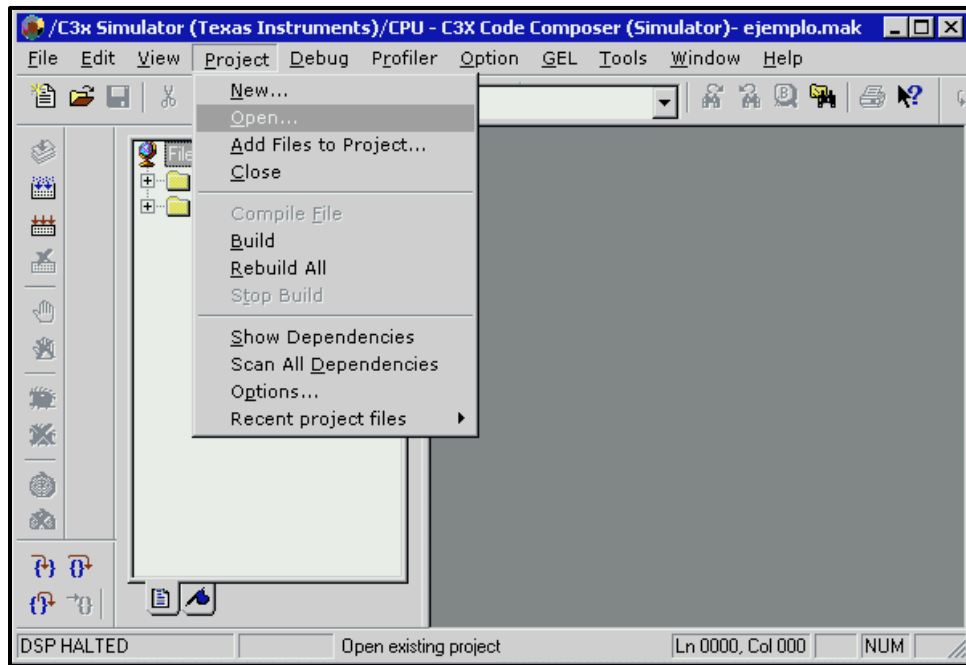 /C3x Simulator (Texas Instruments)/CPU - C3X Code Composer (Simulator)- ejemplo.mak
File Edit View Project Debug Profiler Option GEL Tools Window Help
New...
Open...
Add Files to Project...
Close
Compile File
Build
Rebuild All
Stop Build
Show Dependencies
Scan All Dependencies
Options...
Recent project files
File
DSP HALTED Open existing project Ln 0000, Col 000 NUM